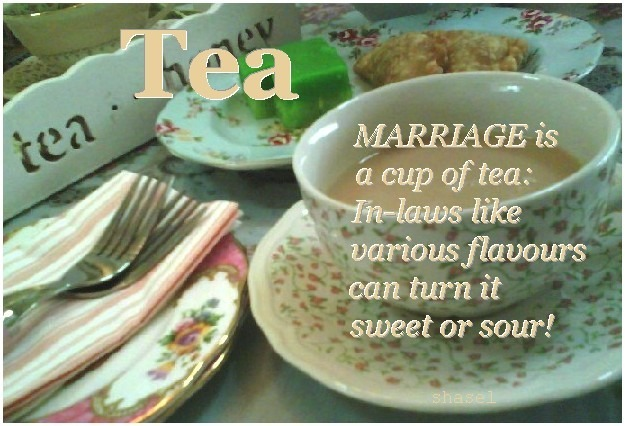 Tea
tea · honey
MARRIAGE is
a cup of tea:
In-laws like
various flavours
can turn it
sweet or sour!
shasel